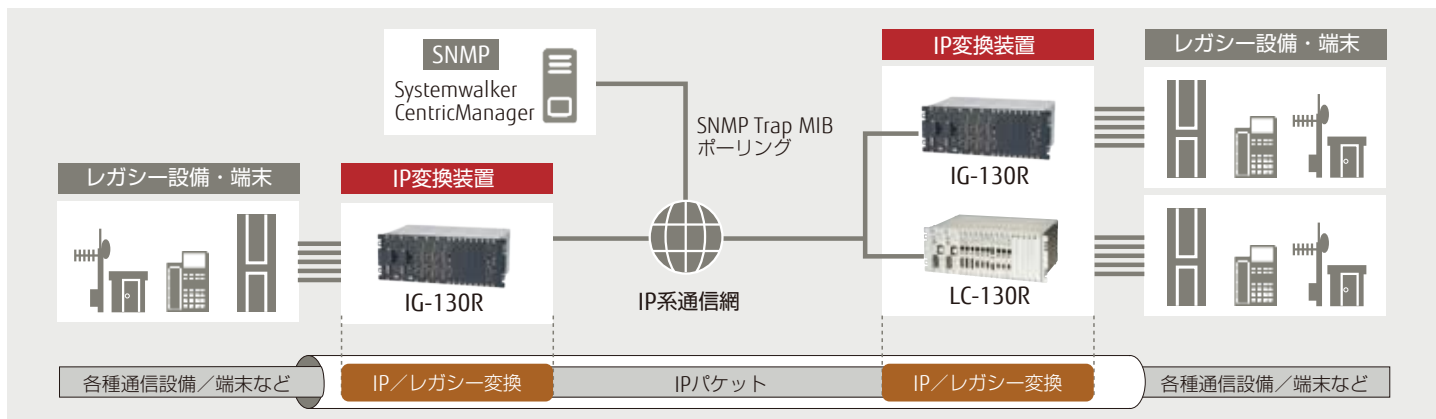 SNMP
Systemwalker
CentricManager
SNMP Trap MIB
ポーリング
IP変換装置
IG-130R
LC-130R
レガシー設備・端末
レガシー設備・端末
IP変換装置
IG-130R
IP系通信網
各種通信設備／端末など
IP／レガシー変換
IPパケット
IP／レガシー変換
各種通信設備／端末など